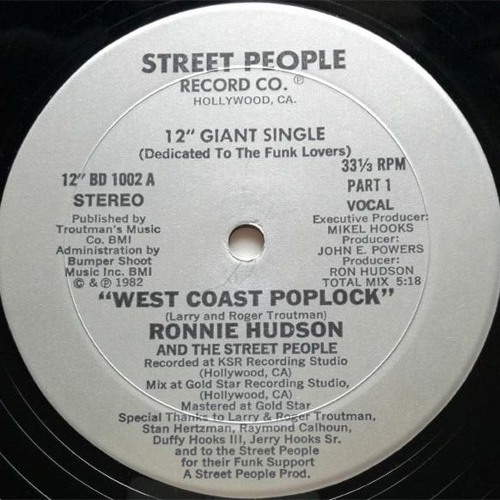 STREET PEOPLE
RECORD CO. ℗
HOLLYWOOD, CA.
12" GIANT SINGLE
(Dedicated To The Funk Lovers)
12" BD 1002 A
STEREO
Published by
Troutman's Music
Co. BMI
Administration by
Bumper Shoot
Music Inc. BMI
© & ℗ 1982
33⅓ RPM
PART 1
VOCAL
Executive Producer:
MIKEL HOOKS
Producer:
JOHN E. POWERS
Producer:
RON HUDSON
TOTAL MIX 5:18
"WEST COAST POPLOCK"
(Larry and Roger Troutman)
RONNIE HUDSON
AND THE STREET PEOPLE
Recorded at KSR Recording Studio
(Hollywood, CA)
Mix at Gold Star Recording Studio,
(Hollywood, CA)
Mastered at Gold Star
Special Thanks to Larry & Roger Troutman,
Stan Hertzman, Raymond Calhoun,
Duffy Hooks III, Jerry Hooks Sr.
and to the Street People
for their Funk Support
A Street People Prod.